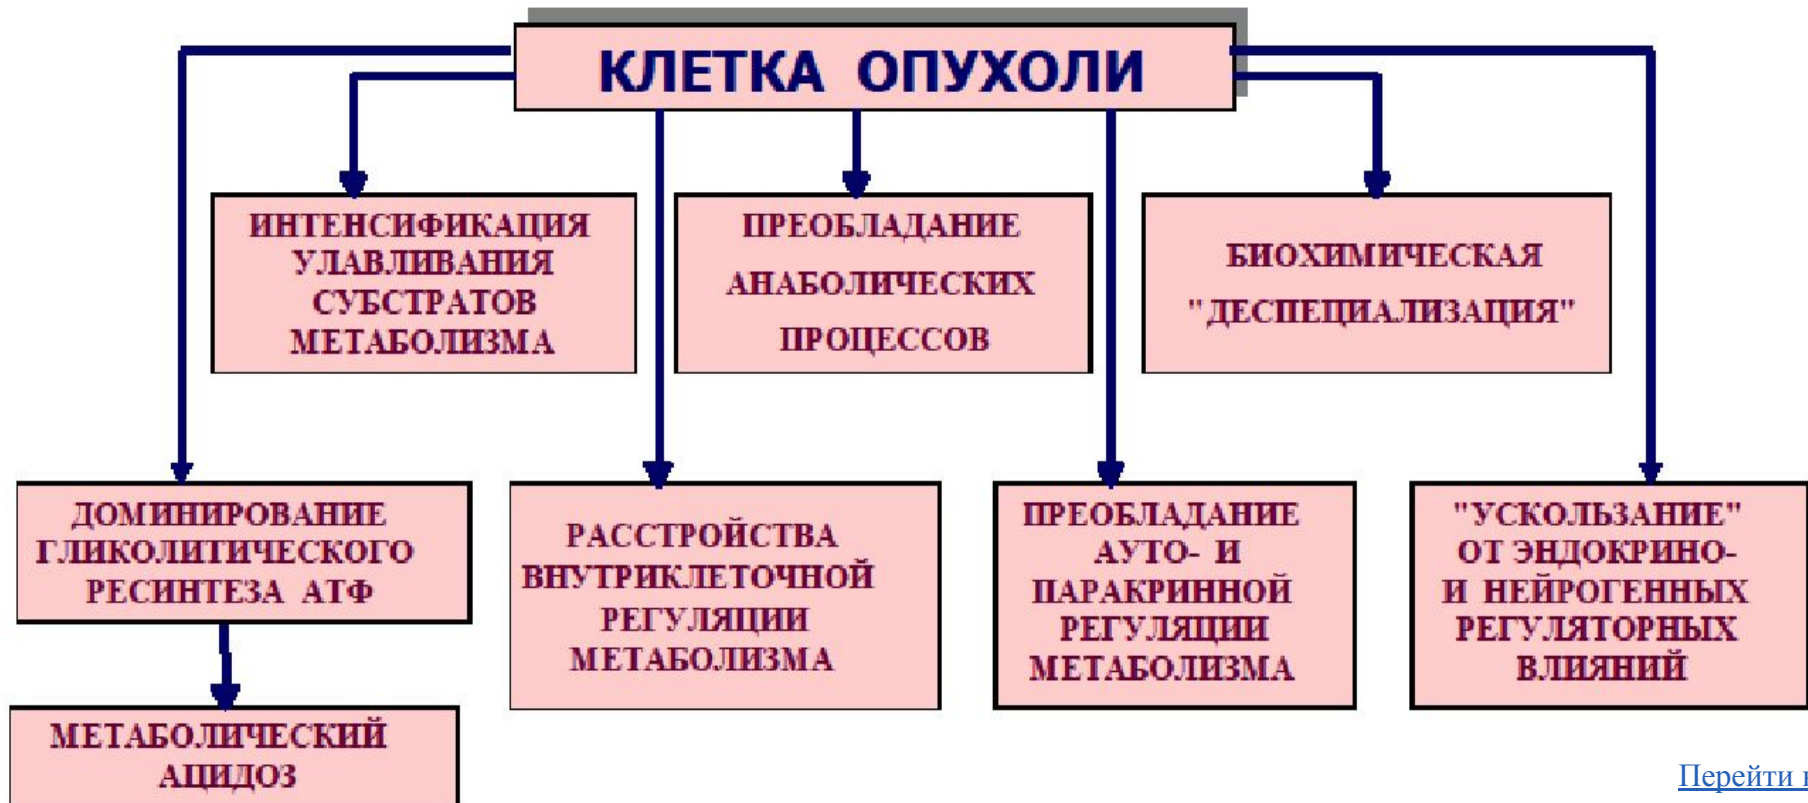 КЛЕТКА ОПУХОЛИ
ИНТЕНСИФИКАЦИЯ
УЛАВЛИВАНИЯ
СУБСТРАТОВ
МЕТАБОЛИЗМА
ПРЕОБЛАДАНИЕ
АНАБОЛИЧЕСКИХ
ПРОЦЕССОВ
БИОХИМИЧЕСКАЯ
"ДЕСПЕЦИАЛИЗАЦИЯ"
ДОМИНИРОВАНИЕ
ГЛИКОЛИТИЧЕСКОГО
РЕСИНТЕЗА АТФ
РАССТРОЙСТВА
ВНУТРИКЛЕТОЧНОЙ
РЕГУЛЯЦИИ
МЕТАБОЛИЗМА
ПРЕОБЛАДАНИЕ
АУТО- И
ПАРАКРИННОЙ
РЕГУЛЯЦИИ
МЕТАБОЛИЗМА
"УСКОЛЬЗАНИЕ"
ОТ ЭНДОКРИНО-
И НЕЙРОГЕННЫХ
РЕГУЛЯТОРНЫХ
ВЛИЯНИЙ
МЕТАБОЛИЧЕСКИЙ
АЦИДОЗ
Перейти